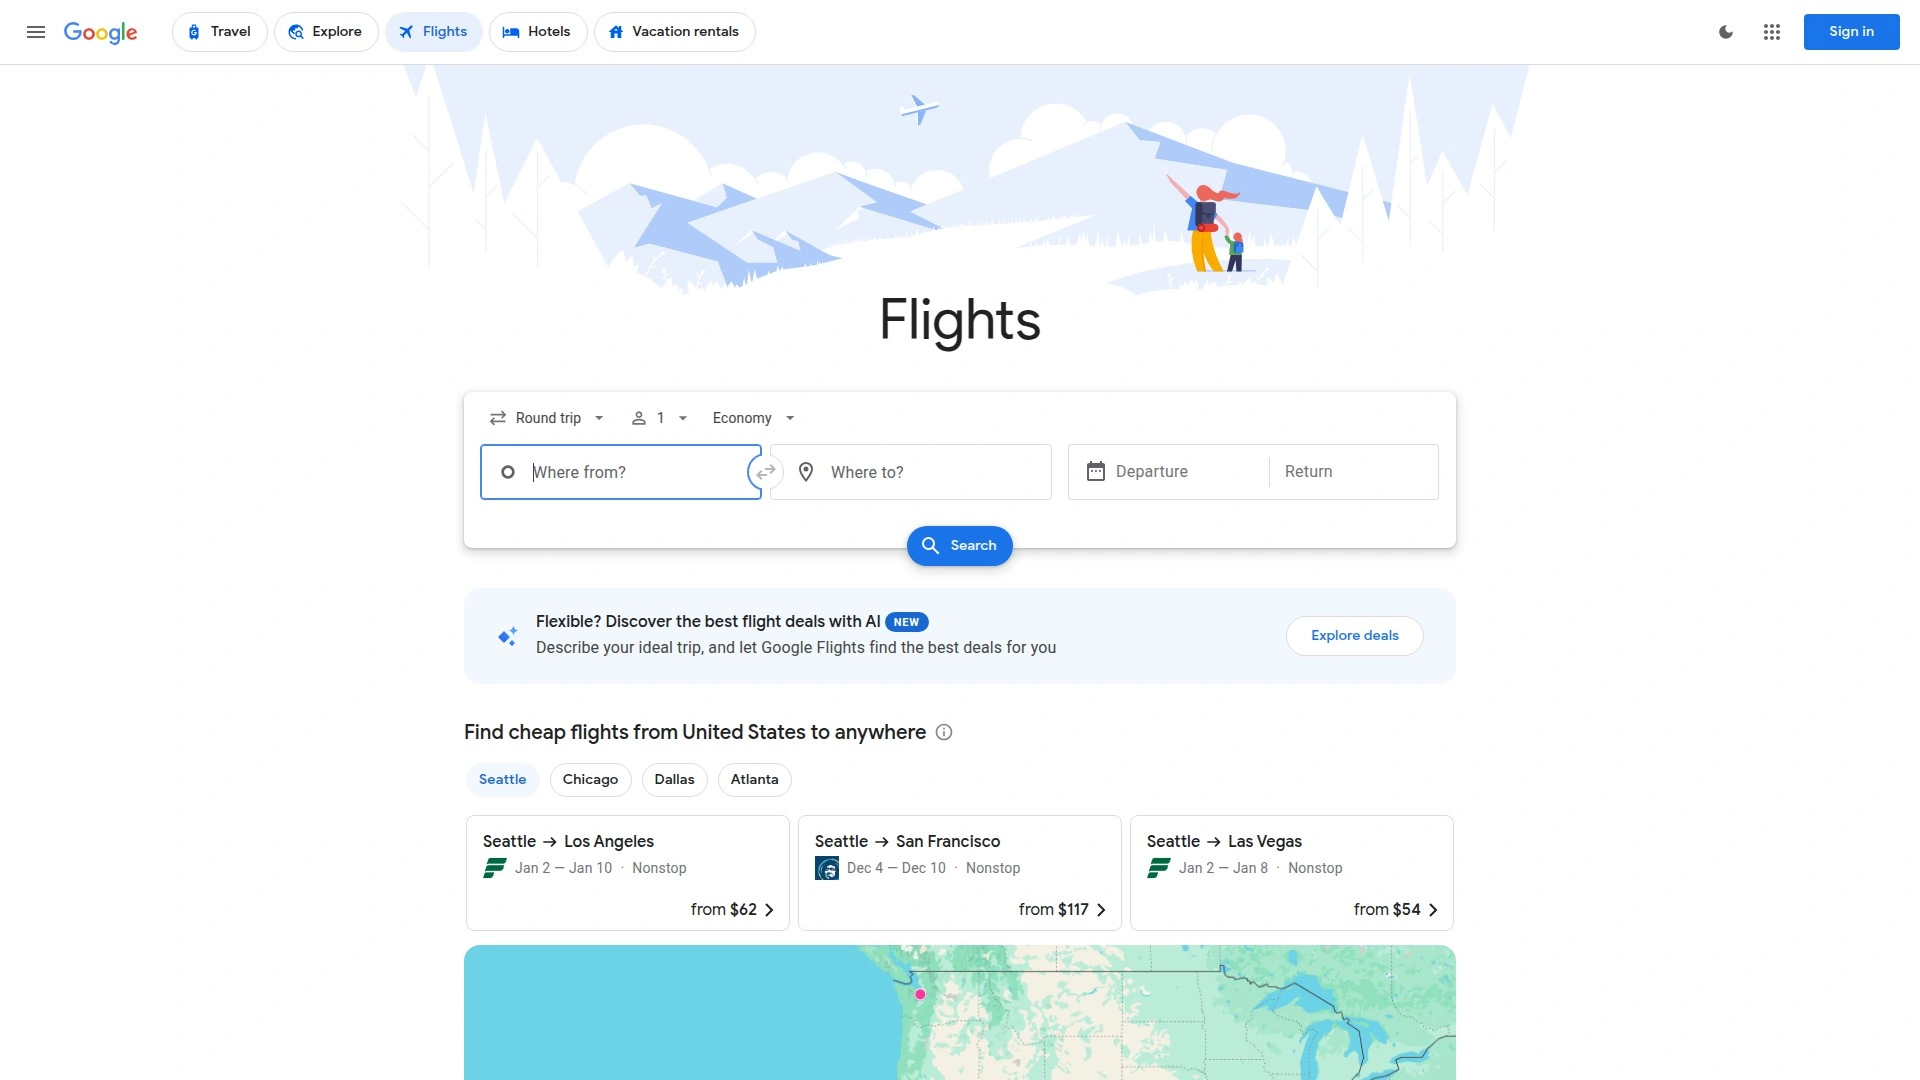 Google
Travel
Explore
Flights
Hotels
Vacation rentals
Sign in
Flights
Round trip
1
Economy
Where from?
Where to?
Departure
Return
Search
Flexible? Discover the best flight deals with AI NEW
Describe your ideal trip, and let Google Flights find the best deals for you
Explore deals
Find cheap flights from United States to anywhere
Seattle
Chicago
Dallas
Atlanta
Seattle → Los Angeles
Jan 2 — Jan 10 · Nonstop
from $62
Seattle → San Francisco
Dec 4 — Dec 10 · Nonstop
from $117
Seattle → Las Vegas
Jan 2 — Jan 8 · Nonstop
from $54